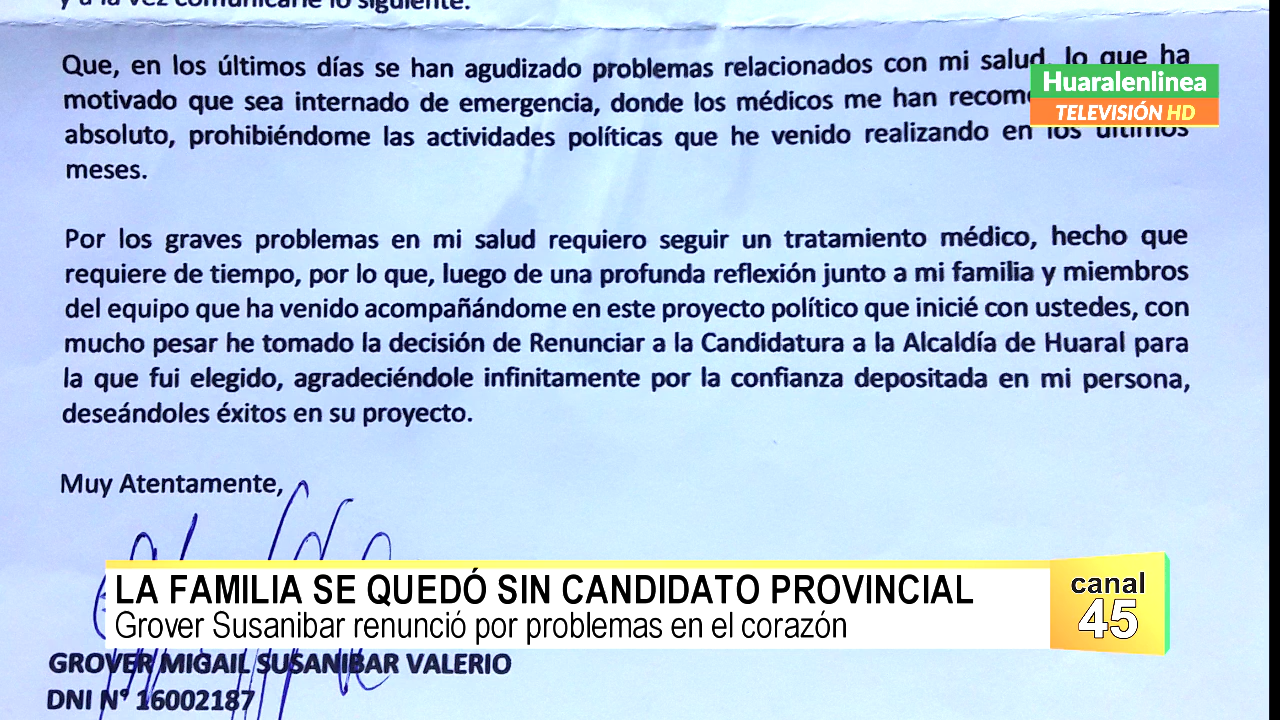 y a la vez comunicarle lo siguiente.
Que, en los últimos días se han agudizado problemas relacionados con mi salud, lo que ha
motivado que sea internado de emergencia, donde los médicos me han
absoluto, prohibiéndome las actividades políticas que he venido realizando en los últimos
meses.
Por los graves problemas en mi salud requiero seguir un tratamiento médico, hecho que
requiere de tiempo, por lo que, luego de una profunda reflexión junto a mi familia y miembros
del equipo que ha venido acompañándome en este proyecto político que inicié con ustedes, con
mucho pesar he tomado la decisión de Renunciar a la Candidatura a la Alcaldía de Huaral para
la que fui elegido, agradeciéndole infinitamente por la confianza depositada en mi persona,
deseándoles éxitos en su proyecto.
Muy Atentamente,
GROVER MIGAIL SUSANIBAR VALERIO
DNI N° 16002187
Huaralenlinea
TELEVISIÓN HD
LA FAMILIA SE QUEDÓ SIN CANDIDATO PROVINCIAL
Grover Susanibar renunció por problemas en el corazón
canal
45